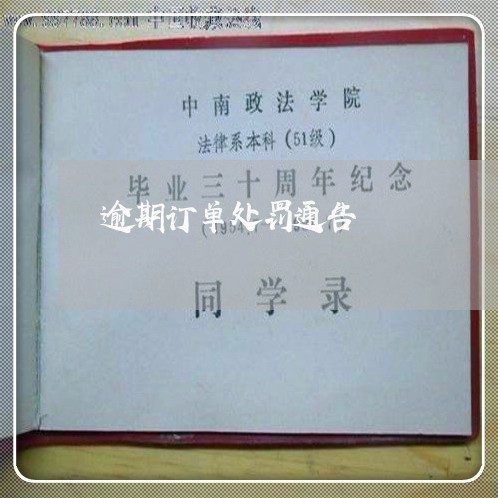 中南政法学院
法律系本科(51级)
毕业三十周年纪念
逾期订单处罚通告
同学录